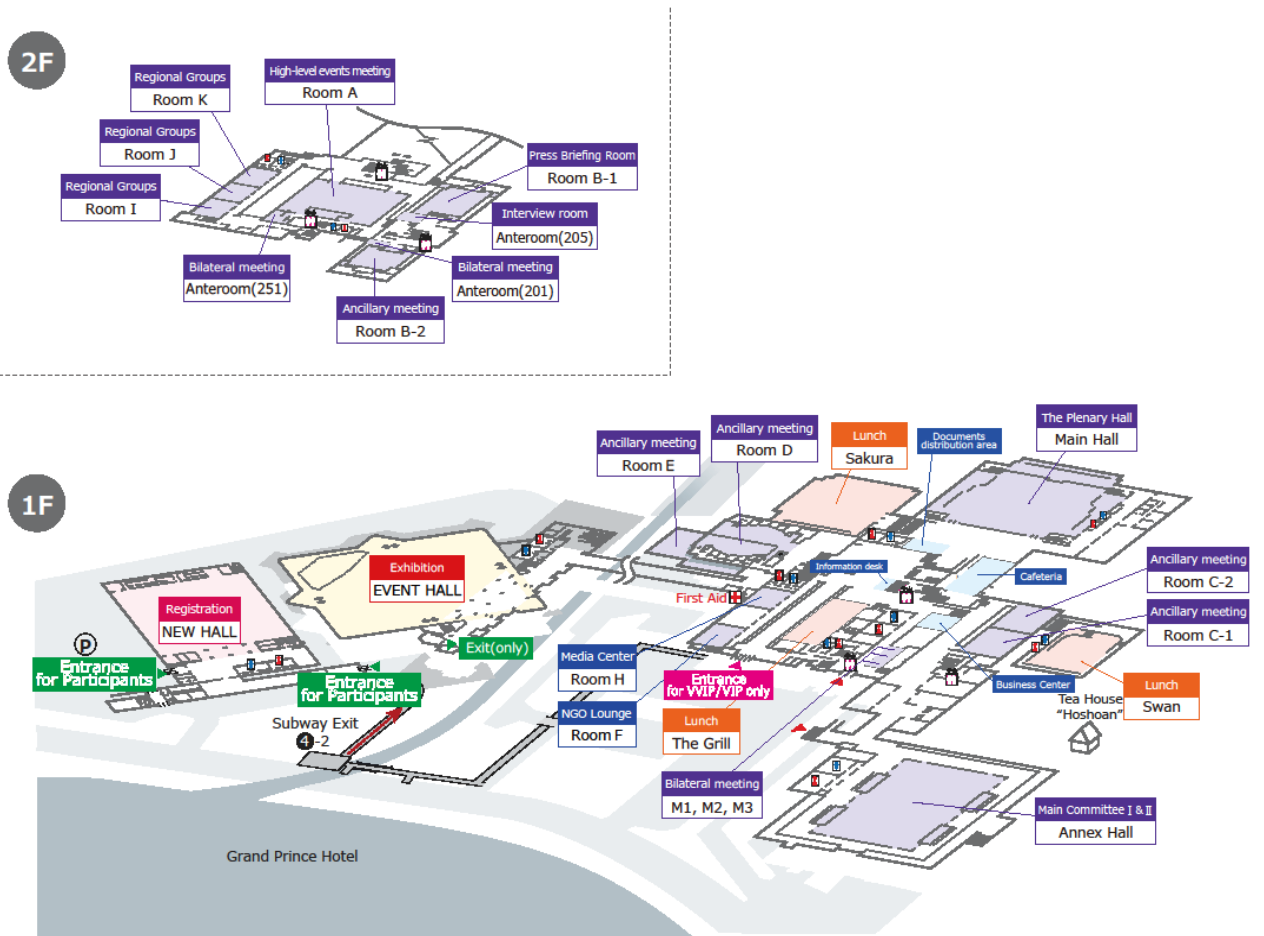 2F
Regional Groups
Room K
High-level events meeting
Room A
Regional Groups
Room J
Press Briefing Room
Room B-1
Regional Groups
Room I
Interview room
Anteroom(205)
Bilateral meeting
Anteroom(251)
Bilateral meeting
Anteroom(201)
Ancillary meeting
Room B-2
1F
The Plenary Hall
Main Hall
Ancillary meeting
Room D
Lunch
Sakura
Documents
distribution area
Ancillary meeting
Room E
Exhibition
EVENT HALL
Information desk
Cafeteria
Ancillary meeting
Room C-2
Registration
NEW HALL
First Aid
Ancillary meeting
Room C-1
P
Entrance
for Participants
Exit(only)
Entrance
for Participants
Media Center
Room H
Entrance
for VVIP/VIP only
Business Center
Lunch
Swan
Tea House
"Hoshoan"
NGO Lounge
Room F
Lunch
The Grill
Subway Exit
4-2
Bilateral meeting
M1, M2, M3
Main Committee I & II
Annex Hall
Grand Prince Hotel